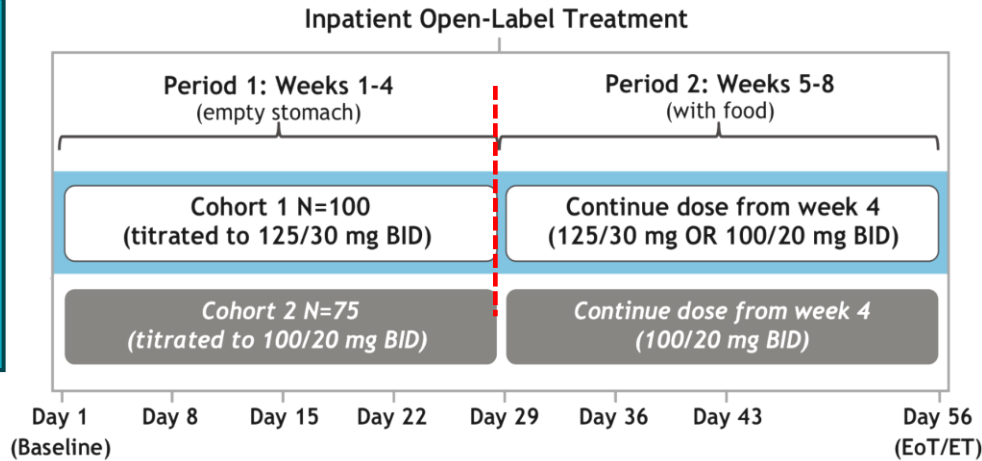 Inpatient Open-Label Treatment
Period 1: Weeks 1-4
(empty stomach)
Period 2: Weeks 5-8
(with food)
Cohort 1 N=100
(titrated to 125/30 mg BID)
Continue dose from week 4
(125/30 mg OR 100/20 mg BID)
Cohort 2 N=75
(titrated to 100/20 mg BID)
Continue dose from week 4
(100/20 mg BID)
Day 1
(Baseline)
Day 8
Day 15
Day 22
Day 29
Day 36
Day 43
Day 56
(EoT/ET)